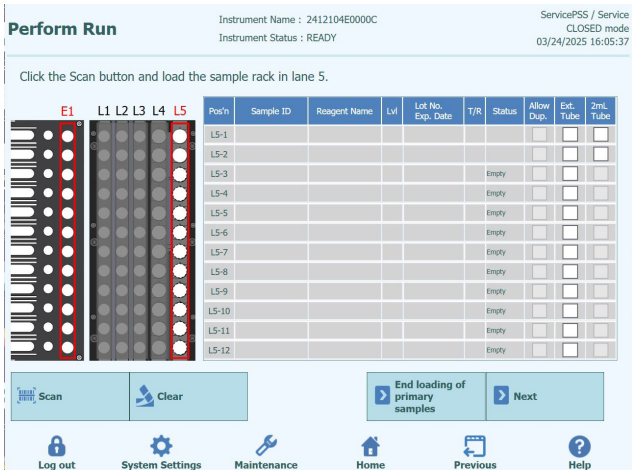 Perform Run
Instrument Name : 2412104E0000C
Instrument Status : READY
ServicePSS / Service
CLOSED mode
03/24/2025 16:05:37
Click the Scan button and load the sample rack in lane 5.
E1 L1 L2 L3 L4 L5
Pos'n Sample ID Reagent Name Lvl Lot No. Exp. Date T/R Status Allow Dup. Ext. Tube 2mL Tube
L5-1
L5-2
L5-3 Empty
L5-4 Empty
L5-5 Empty
L5-6 Empty
L5-7 Empty
L5-8 Empty
L5-9 Empty
L5-10 Empty
L5-11 Empty
L5-12 Empty
Scan
Clear
End loading of
primary
samples
Next
Log out System Settings Maintenance Home Previous Help